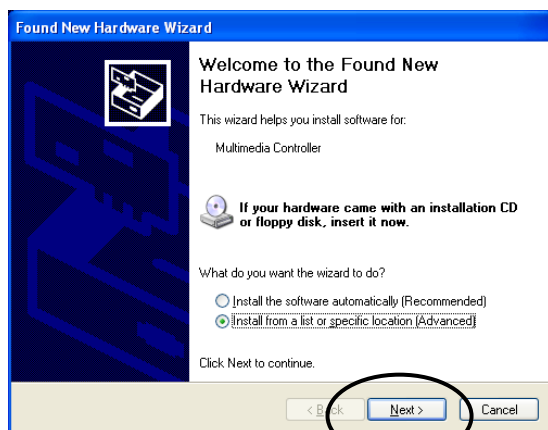 Found New Hardware Wizard
Welcome to the Found New
Hardware Wizard
This wizard helps you install software for:
Multimedia Controller
If your hardware came with an installation CD
or floppy disk, insert it now.
What do you want the wizard to do?
Install the software automatically (Recommended)
Install from a list or specific location (Advanced)
Click Next to continue.
< Back Next > Cancel